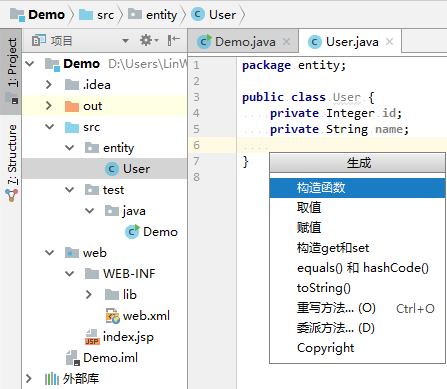 Demo src entity User
1: Project
7: Structure
项目
Demo D:\Users\LinW
.idea
out
src
entity
User
test
java
Demo
web
WEB-INF
lib
web.xml
index.jsp
Demo.iml
外部库
Demo.java User.java
1 package entity;
2
3 public class User {
4 private Integer id;
5 private String name;
6
7 }
8
生成
构造函数
取值
赋值
构造get和set
equals() 和 hashCode()
toString()
重写方法... (O) Ctrl+O
委派方法... (D)
Copyright